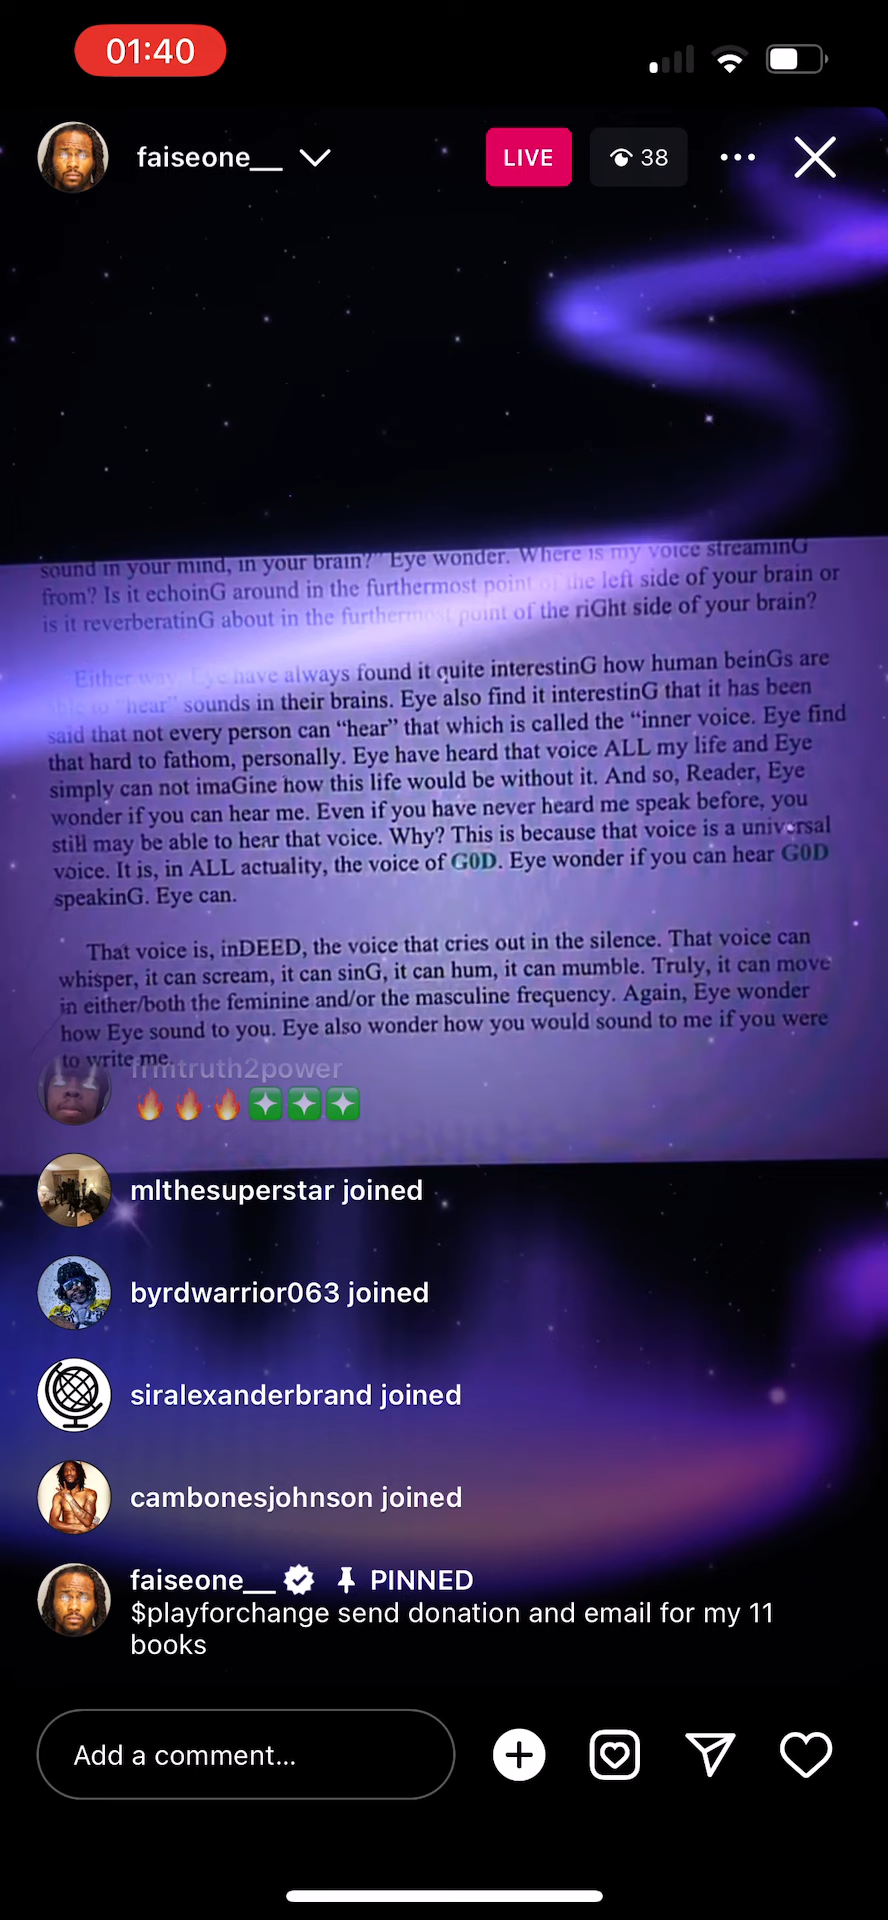 01:40
faiseone__
LIVE
38
sound in your mind, in your brain?" Eye wonder. Where is my voice streaminG
from? Is it echoinG around in the furthermost point of the left side of your brain or
is it reverberatinG about in the furthermost point of the riGht side of your brain?
Either way, Eye have always found it quite interestinG how human beinGs are
able to "hear" sounds in their brains. Eye also find it interestinG that it has been
said that not every person can “hear” that which is called the “inner voice. Eye find
that hard to fathom, personally. Eye have heard that voice ALL my life and Eye
simply can not imaGine how this life would be without it. And so, Reader, Eye
wonder if you can hear me. Even if you have never heard me speak before, you
still may be able to hear that voice. Why? This is because that voice is a universal
voice. It is, in ALL actuality, the voice of G0D. Eye wonder if you can hear G0D
speakinG. Eye can.
That voice is, inDEED, the voice that cries out in the silence. That voice can
whisper, it can scream, it can sinG, it can hum, it can mumble. Truly, it can move
in either/both the feminine and/or the masculine frequency. Again, Eye wonder
how Eye sound to you. Eye also wonder how you would sound to me if you were
to write me.
frmtruth2power
🔥🔥🔥❇️❇️❇️
mlthesuperstar joined
byrdwarrior063 joined
siralexanderbrand joined
cambonesjohnson joined
faiseone__ PINNED
$playforchange send donation and email for my 11
books
Add a comment...